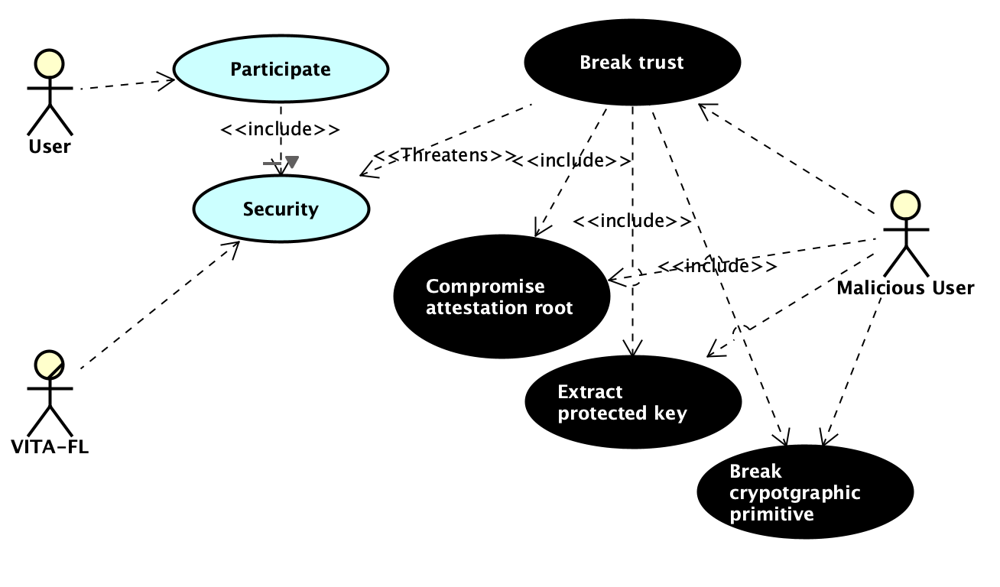 Participate
Break trust
<<include>>
User
<<Threatens>>
<<include>>
Security
<<include>>
<<include>>
Malicious User
Compromise
attestation root
Extract
protected key
VITA-FL
Break
crypotgraphic
primitive